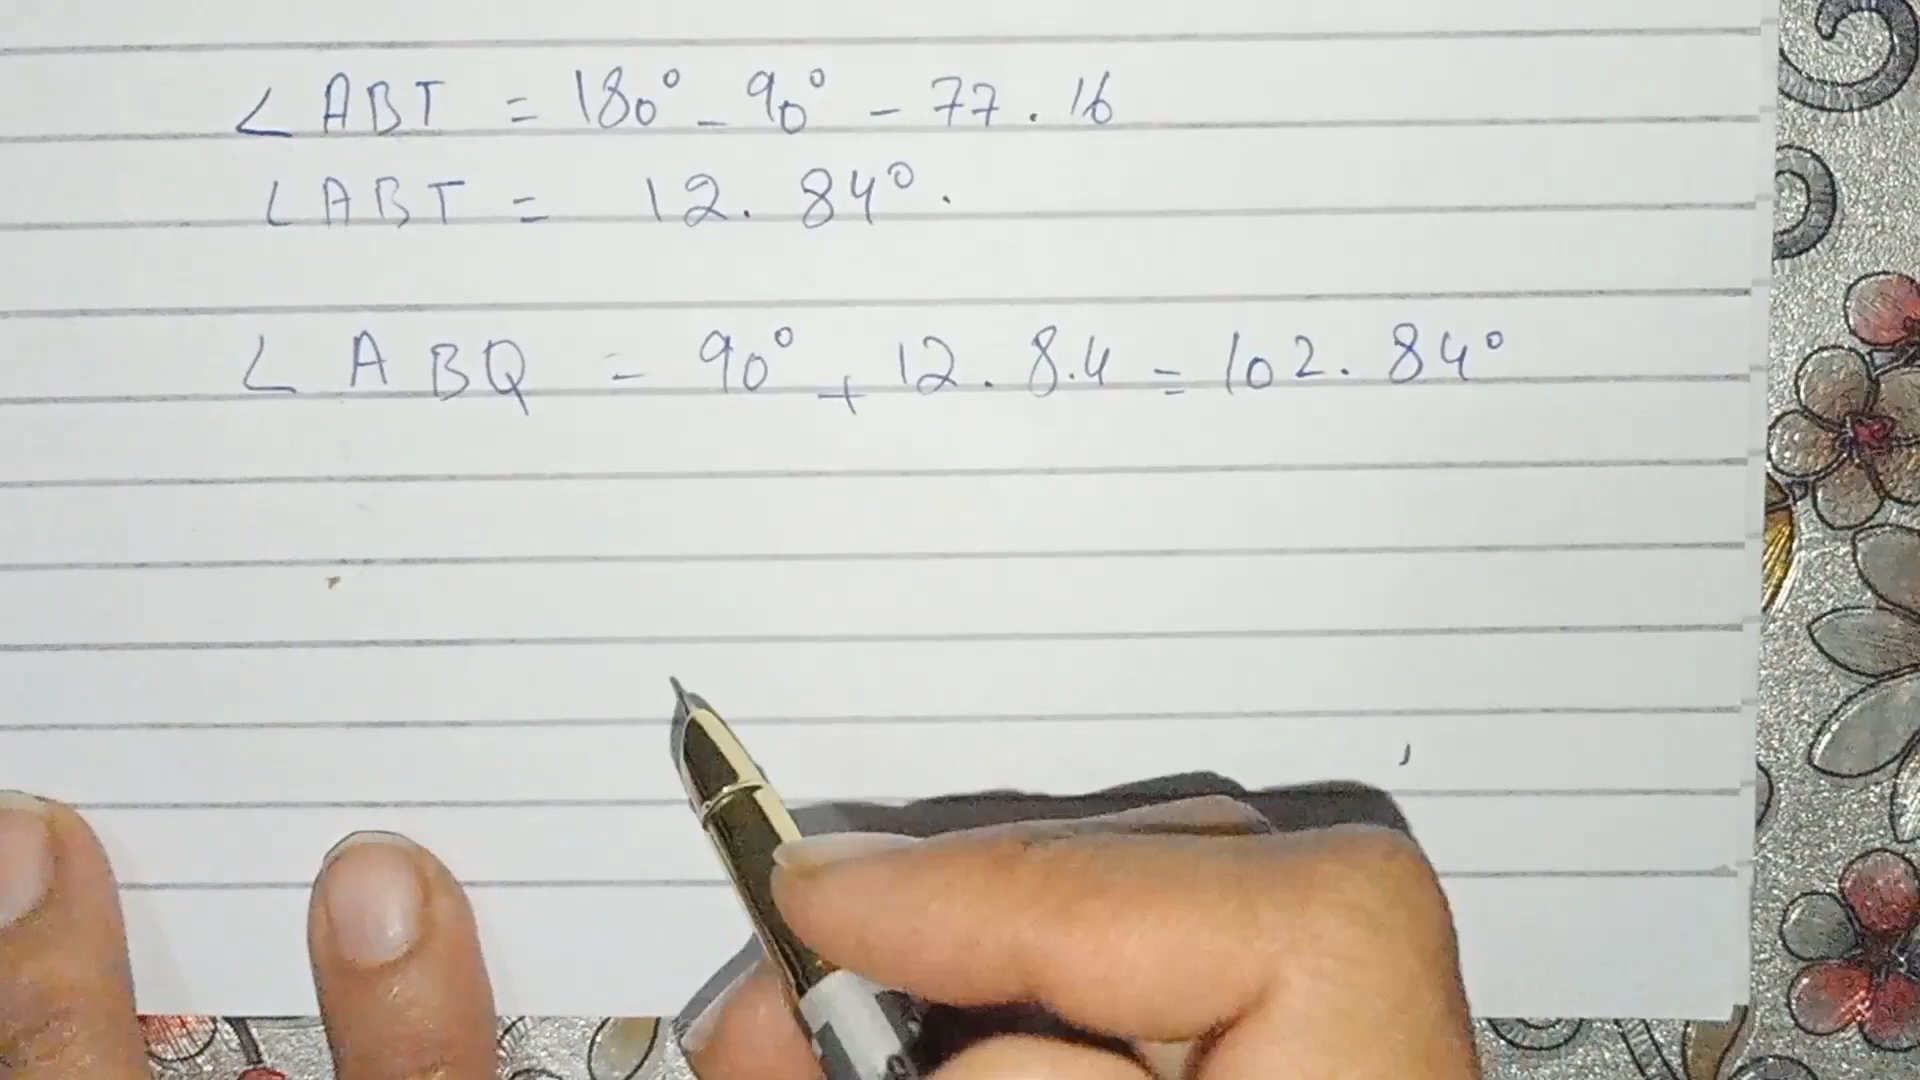 ∠ ABT = 180° - 90° - 77.16
∠ABT = 12.84°.
∠ ABQ = 90° + 12.8.4 = 102.84°